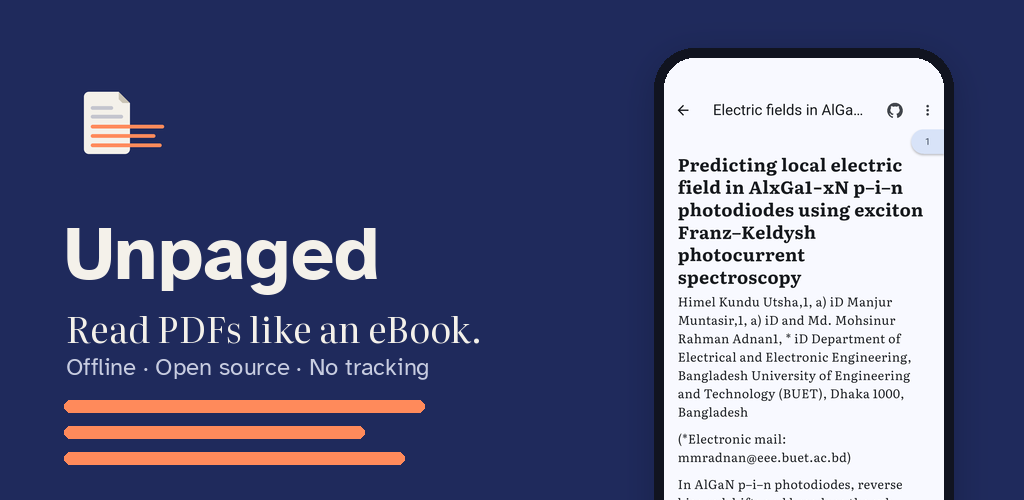 Unpaged
Read PDFs like an eBook.
Offline · Open source · No tracking
Electric fields in AlGa...
1
Predicting local electric
field in AlxGa1−xN p–i–n
photodiodes using exciton
Franz–Keldysh
photocurrent
spectroscopy
Himel Kundu Utsha,1, a) iD Manjur
Muntasir,1, a) iD and Md. Mohsinur
Rahman Adnan1, * iD Department of
Electrical and Electronic Engineering,
Bangladesh University of Engineering
and Technology (BUET), Dhaka 1000,
Bangladesh
(*Electronic mail:
mmradnan@eee.buet.ac.bd)
In AlGaN p–i–n photodiodes, reverse